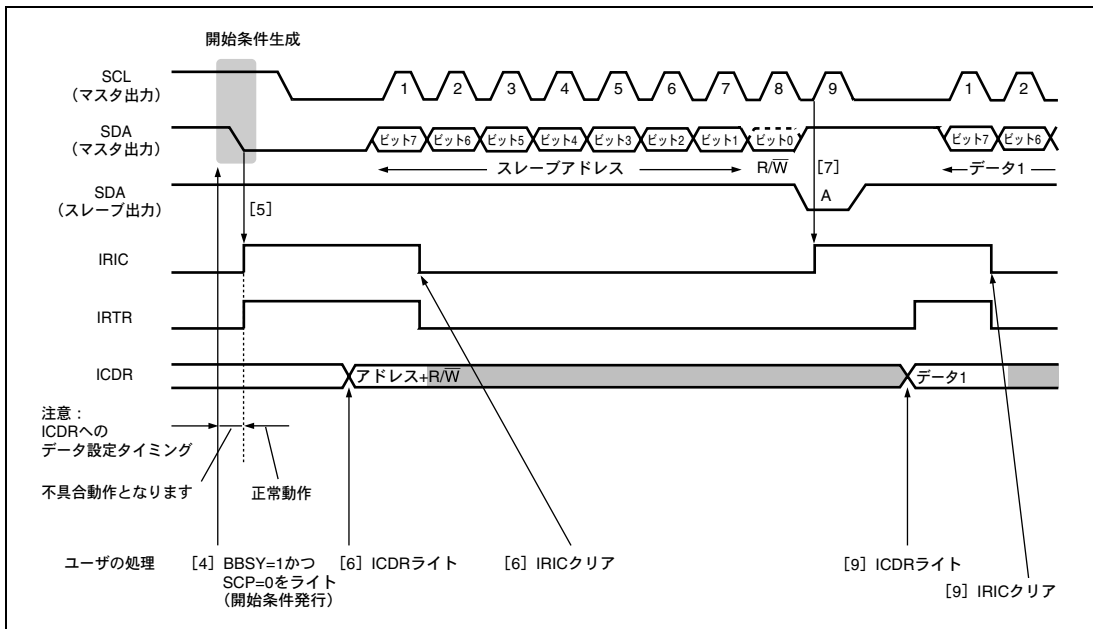 開始条件生成
SCL
（マスタ出力）
1 2 3 4 5 6 7 8 9 1 2
SDA
（マスタ出力）
ビット7 ビット6 ビット5 ビット4 ビット3 ビット2 ビット1 ビット0 ビット7 ビット6
スレーブアドレス R/W [7] データ1
SDA
（スレーブ出力）
[5] A
IRIC
IRTR
ICDR
アドレス+R/W データ1
注意：
ICDRへの
データ設定タイミング
不具合動作となります 正常動作
ユーザの処理 [4] BBSY=1かつ
SCP=0をライト
（開始条件発行）
[6] ICDRライト [6] IRICクリア [9] ICDRライト
[9] IRICクリア